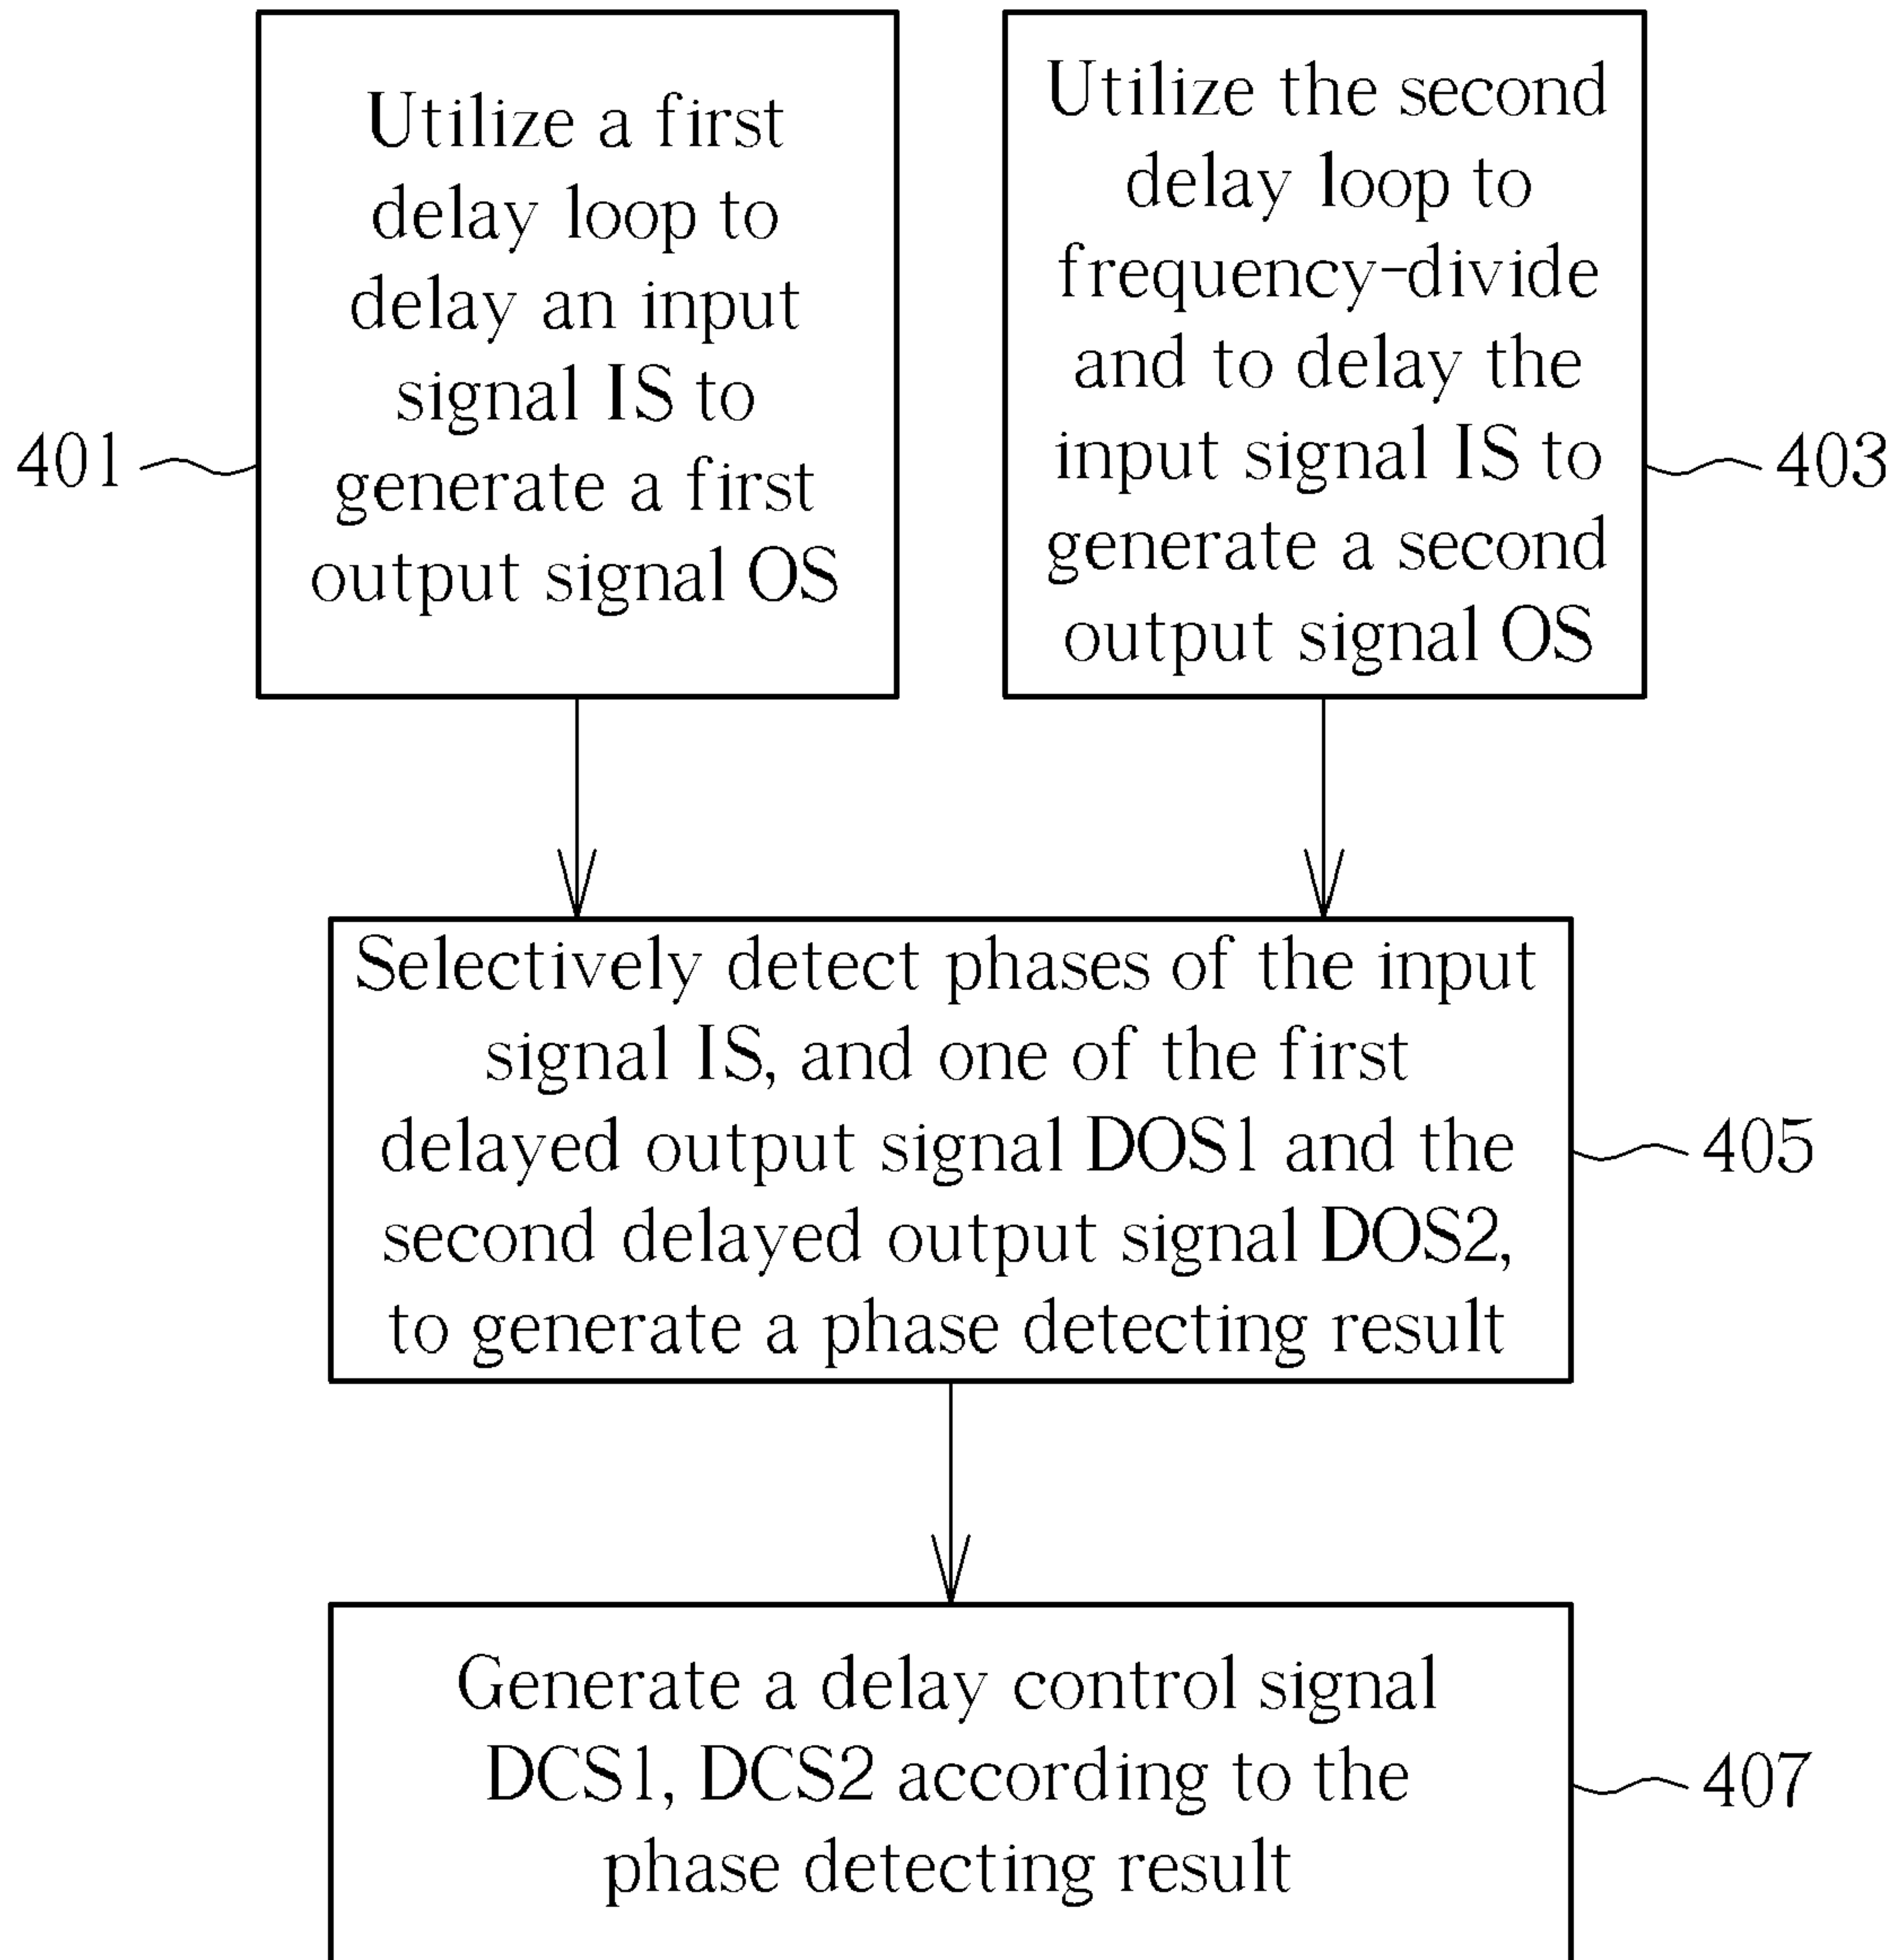 Utilize a first
delay loop to
delay an input
signal IS to
generate a first
output signal OS
401
Utilize the second
delay loop to
frequency-divide
and to delay the
input signal IS to
generate a second
output signal OS
403
Selectively detect phases of the input
signal IS, and one of the first
delayed output signal DOS1 and the
second delayed output signal DOS2,
to generate a phase detecting result
405
Generate a delay control signal
DCS1, DCS2 according to the
phase detecting result
407